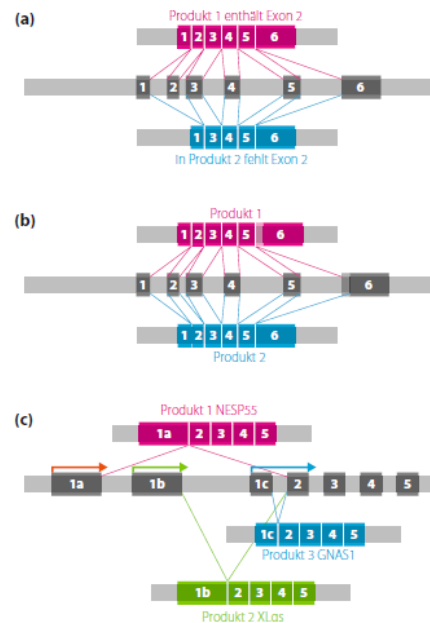 (a)
Produkt 1 enthält Exon 2
1 2 3 4 5 6
1 2 3 4 5 6
1 3 4 5 6
In Produkt 2 fehlt Exon 2
(b)
Produkt 1
1 2 3 4 5 6
1 2 3 4 5 6
1 2 3 4 5 6
Produkt 2
(c)
Produkt 1 NESP55
1a 2 3 4 5
1a 1b 1c 2 3 4 5
1c 2 3 4 5
Produkt 3 GNAS1
1b 2 3 4 5
Produkt 2 XLαs